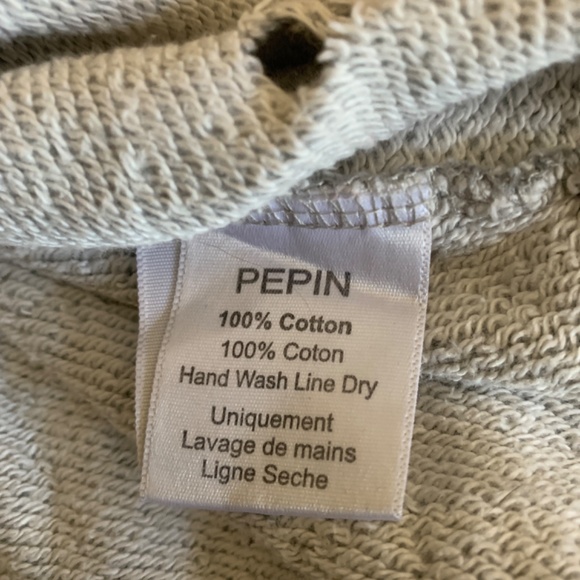 PEPIN
100% Cotton
100% Coton
Hand Wash Line Dry
Uniquement
Lavage de mains
Ligne Seche